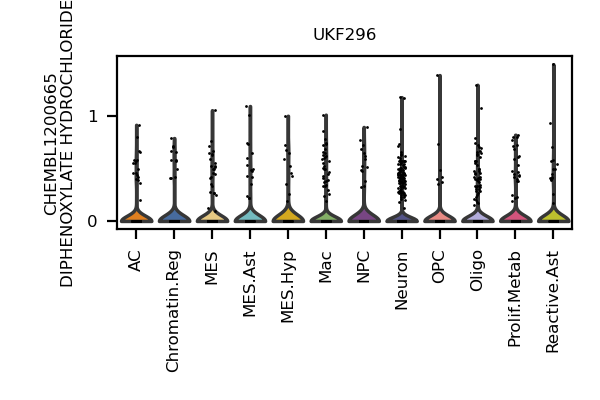 UKF296
CHEMBL1200665
DIPHENOXYLATE HYDROCHLORIDE
1
0
AC
Chromatin.Reg
MES
MES.Ast
MES.Hyp
Mac
NPC
Neuron
OPC
Oligo
Prolif.Metab
Reactive.Ast